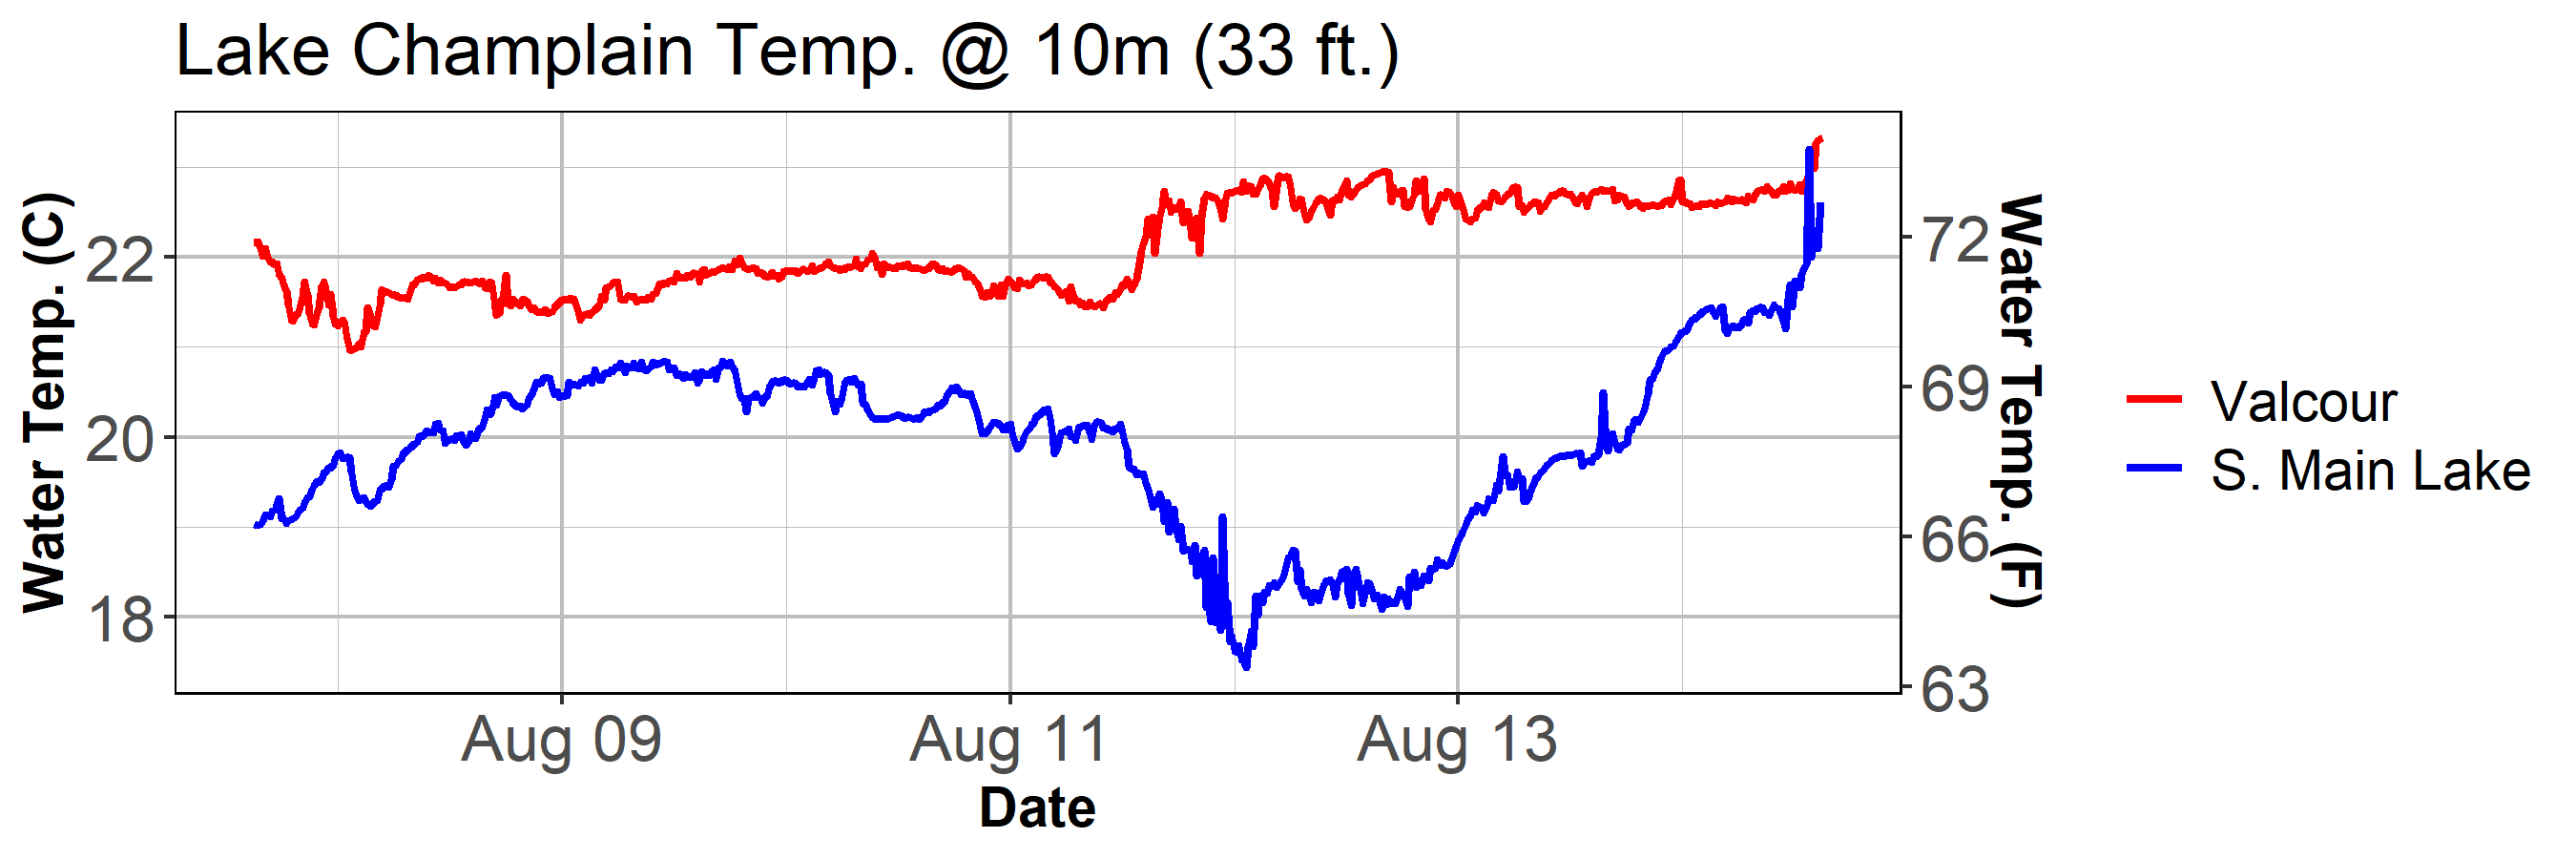 Lake Champlain Temp. @ 10m (33 ft.)
Water Temp. (C)
22
20
18
72
69
66
63
Water Temp. (F)
Aug 09
Aug 11
Aug 13
Date
Valcour
S. Main Lake